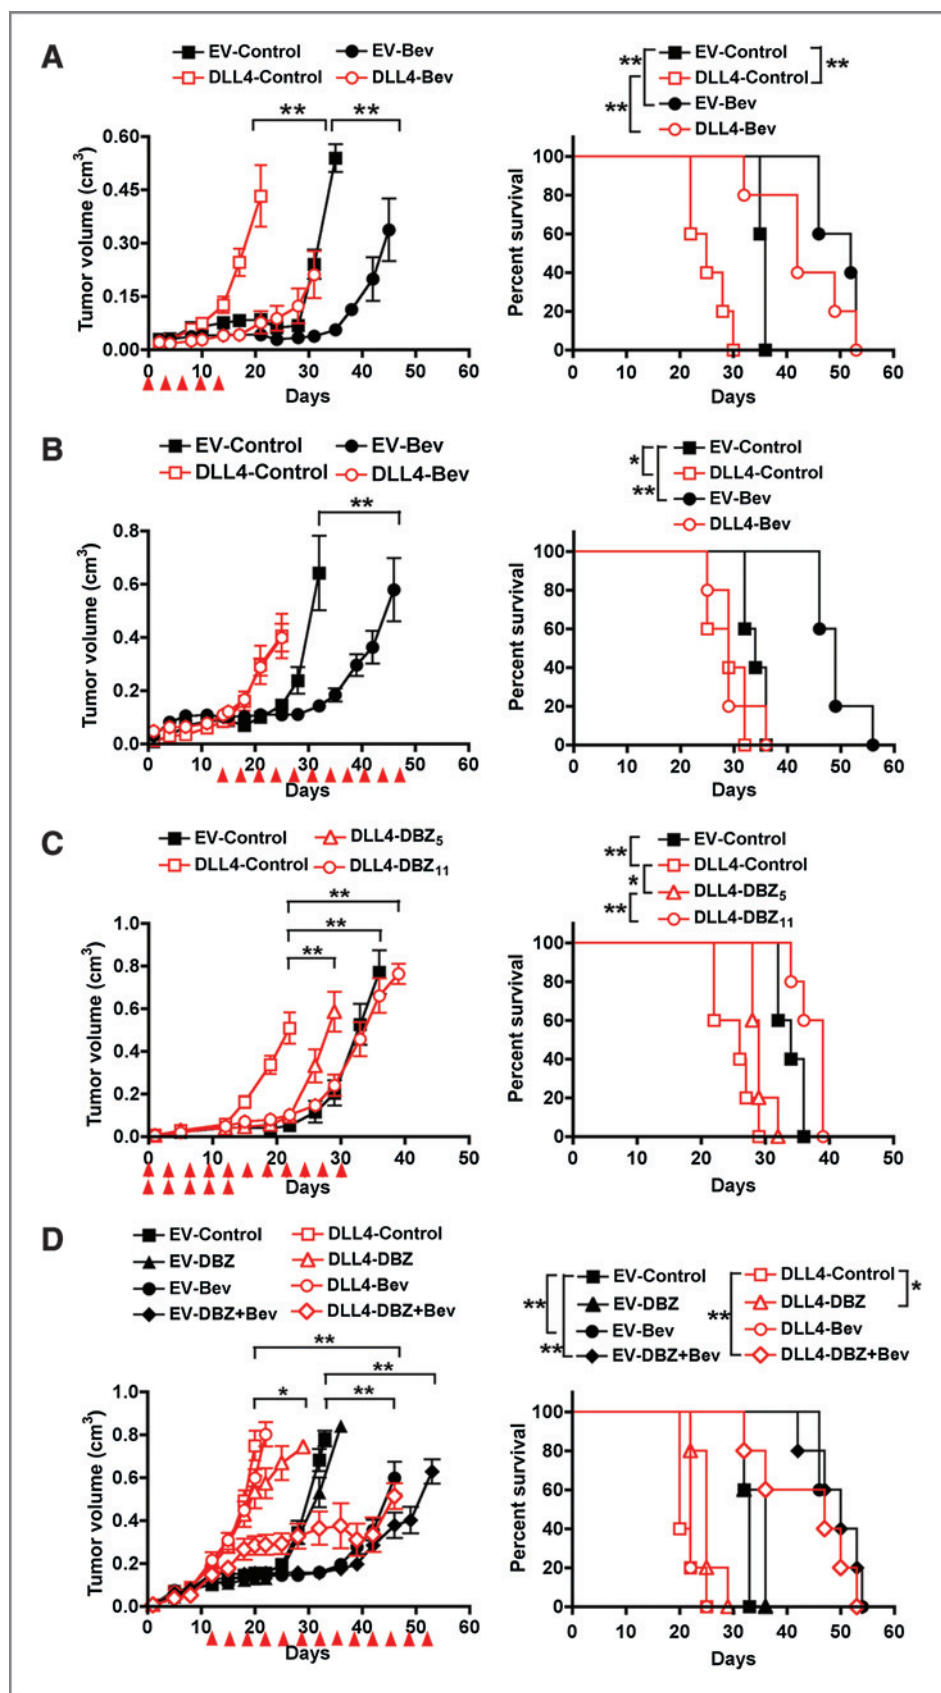 A
EV-Control EV-Bev
DLL4-Control DLL4-Bev
** **
Tumor volume (cm³)
0.60
0.45
0.30
0.15
0.00
0 20 40 60
Days
EV-Control
DLL4-Control
EV-Bev
DLL4-Bev
** ** **
Percent survival
100
80
60
40
20
0
0 10 20 30 40 50 60
Days
B
EV-Control EV-Bev
DLL4-Control DLL4-Bev
**
Tumor volume (cm³)
0.8
0.6
0.4
0.2
0.0
0 10 20 30 40 50 60
Days
EV-Control
DLL4-Control
EV-Bev
DLL4-Bev
* **
Percent survival
100
80
60
40
20
0
0 10 20 30 40 50 60
Days
C
EV-Control DLL4-DBZ₅
DLL4-Control DLL4-DBZ₁₁
**
**
**
Tumor volume (cm³)
1.0
0.8
0.6
0.4
0.2
0.0
0 10 20 30 40 50
Days
EV-Control
DLL4-Control
DLL4-DBZ₅
DLL4-DBZ₁₁
** * **
Percent survival
100
80
60
40
20
0
0 10 20 30 40 50
Days
D
EV-Control DLL4-Control
EV-DBZ DLL4-DBZ
EV-Bev DLL4-Bev
EV-DBZ+Bev DLL4-DBZ+Bev
**
**
* **
Tumor volume (cm³)
1.0
0.8
0.6
0.4
0.2
0.0
0 10 20 30 40 50 60
Days
EV-Control DLL4-Control
EV-DBZ DLL4-DBZ
EV-Bev DLL4-Bev
EV-DBZ+Bev DLL4-DBZ+Bev
** ** ** *
Percent survival
100
80
60
40
20
0
0 10 20 30 40 50 60
Days